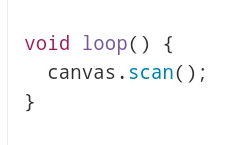 void loop() {
  canvas.scan();
}